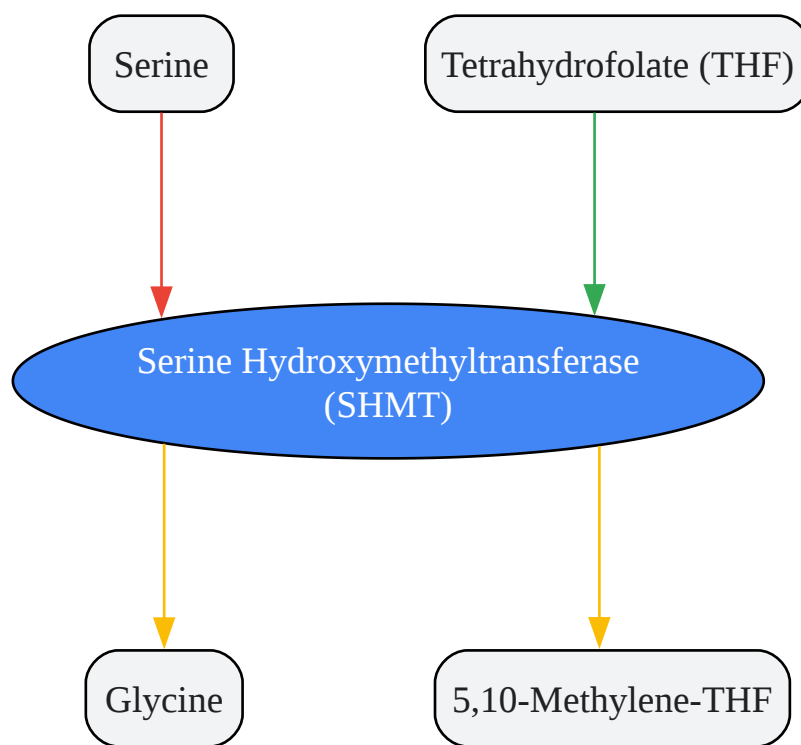 Serine
Tetrahydrofolate (THF)
Serine Hydroxymethyltransferase
(SHMT)
Glycine
5,10-Methylene-THF